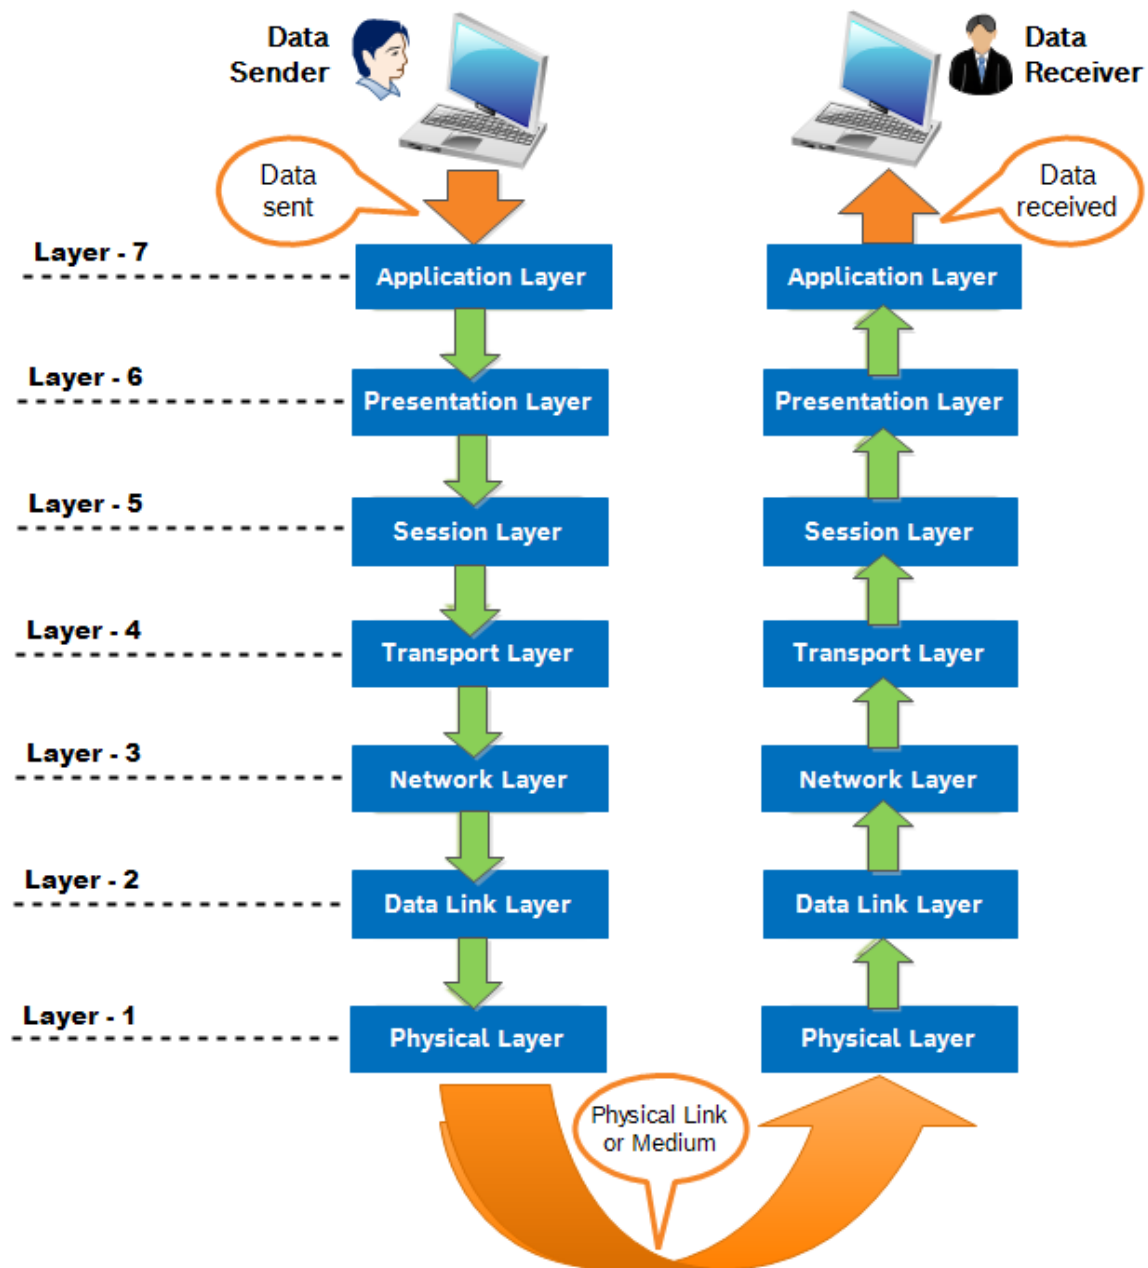 Data
Sender
Data
Receiver
Data
sent
Data
received
Layer - 7
Application Layer
Application Layer
Layer - 6
Presentation Layer
Presentation Layer
Layer - 5
Session Layer
Session Layer
Layer - 4
Transport Layer
Transport Layer
Layer - 3
Network Layer
Network Layer
Layer - 2
Data Link Layer
Data Link Layer
Layer - 1
Physical Layer
Physical Layer
Physical Link
or Medium